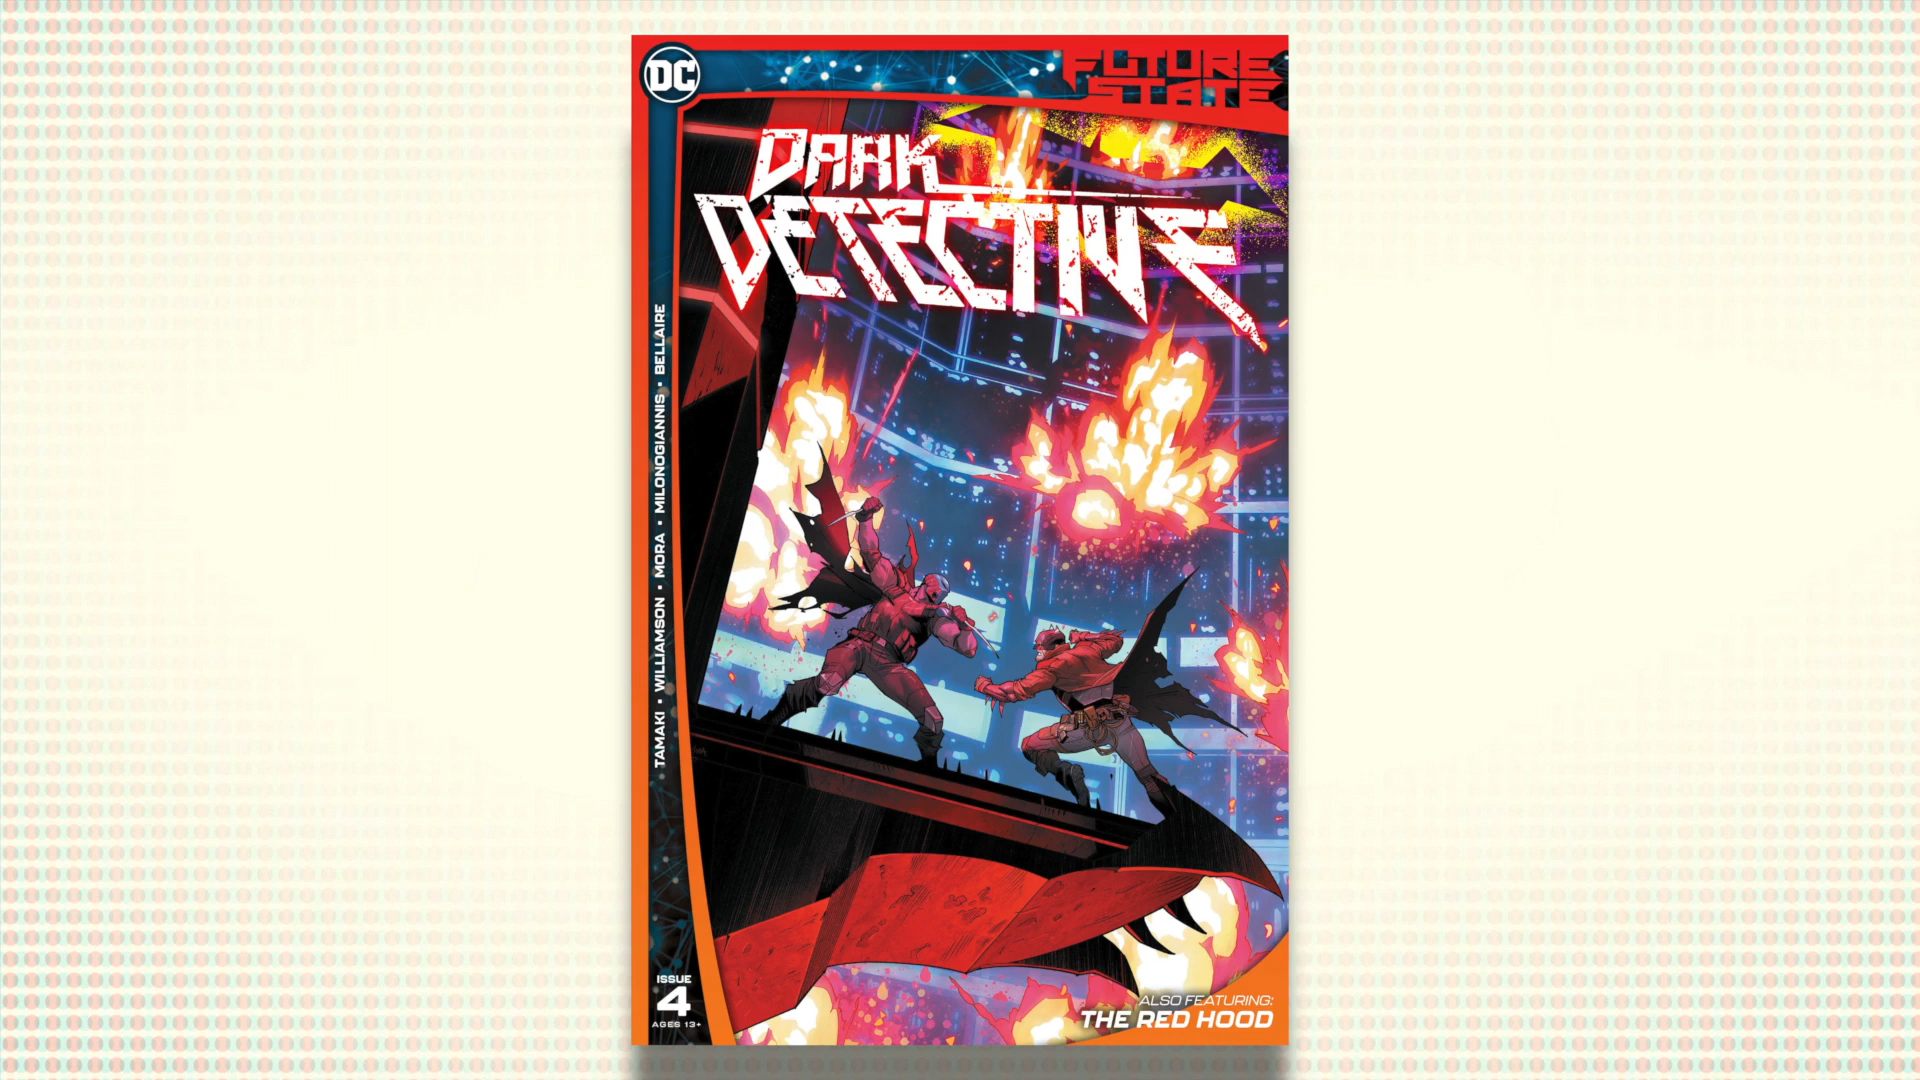 DC
FUTURE
STATE
DARK
DETECTIVE
TAMAKI • WILLIAMSON • MORA • MILONOGIANNIS • BELLAIRE
ISSUE
4
AGES 13+
ALSO FEATURING:
THE RED HOOD